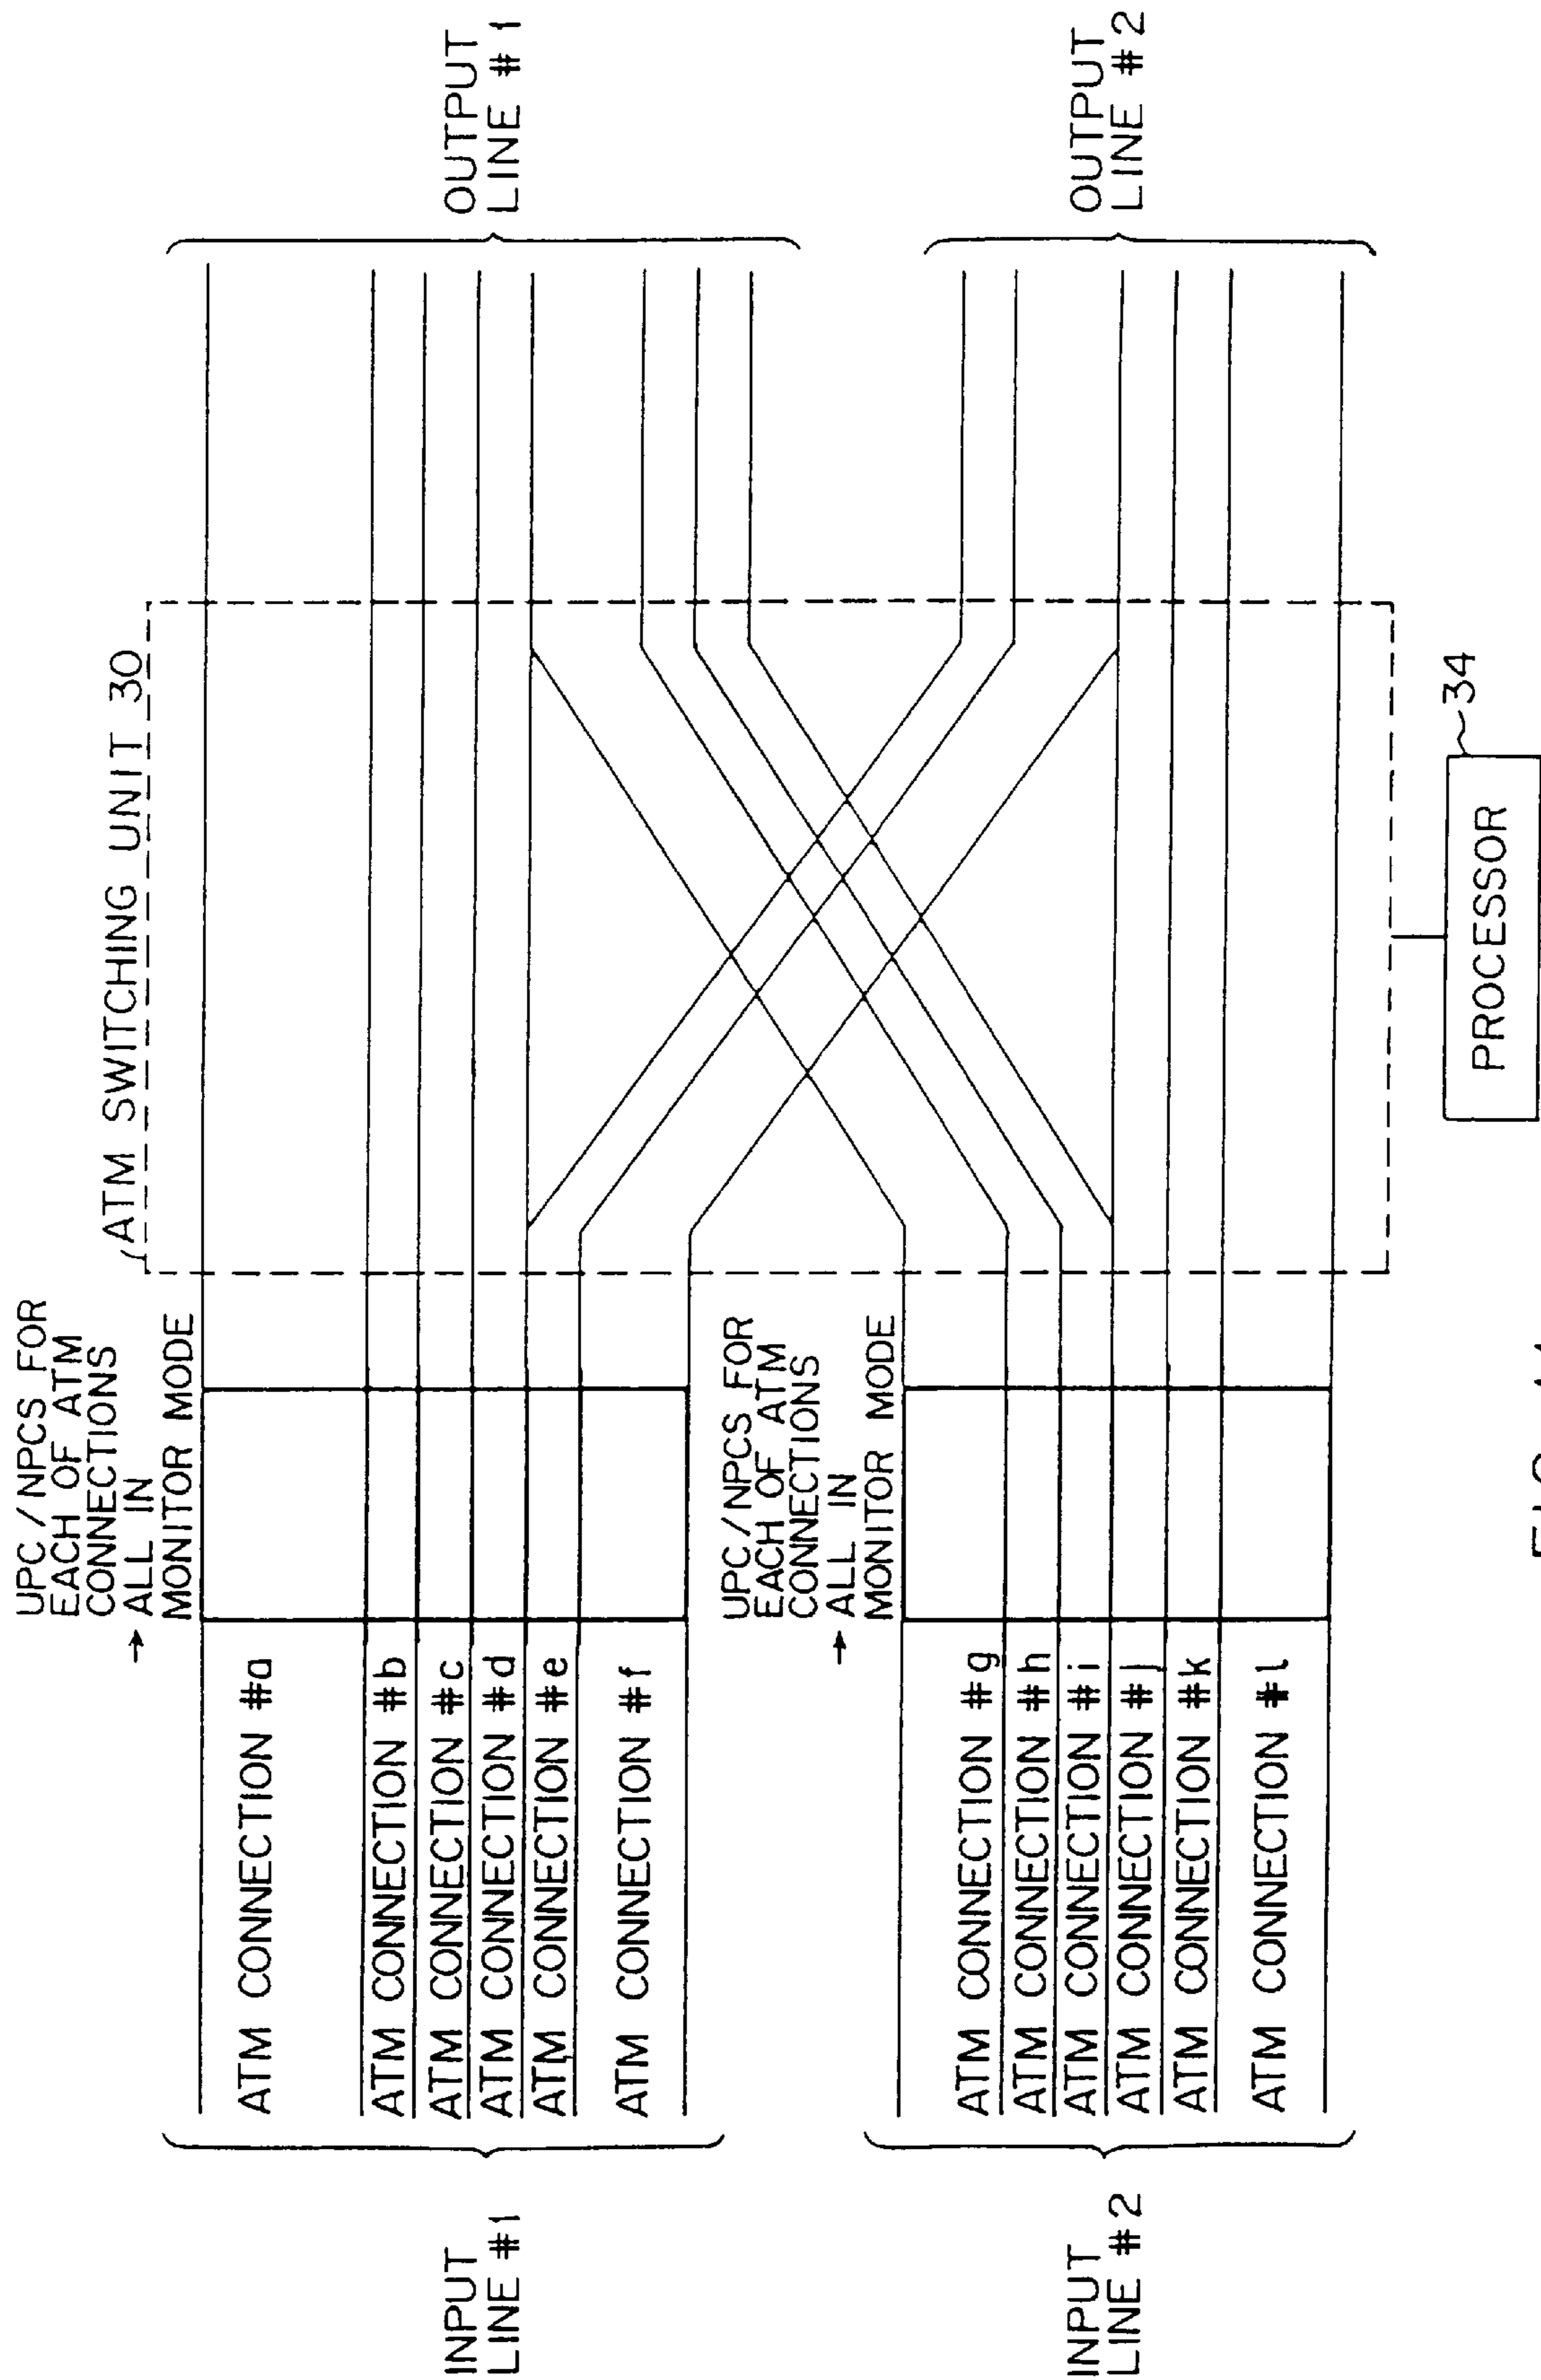 UPC/NPCS FOR
EACH OF ATM
CONNECTIONS
→ ALL IN
MONITOR MODE
ATM SWITCHING UNIT 30
INPUT
LINE #1
ATM CONNECTION #a
ATM CONNECTION #b
ATM CONNECTION #c
ATM CONNECTION #d
ATM CONNECTION #e
ATM CONNECTION #f
OUTPUT
LINE #1
UPC/NPCS FOR
EACH OF ATM
CONNECTIONS
→ ALL IN
MONITOR MODE
INPUT
LINE #2
ATM CONNECTION #g
ATM CONNECTION #h
ATM CONNECTION #i
ATM CONNECTION #j
ATM CONNECTION #k
ATM CONNECTION #l
OUTPUT
LINE #2
PROCESSOR
34